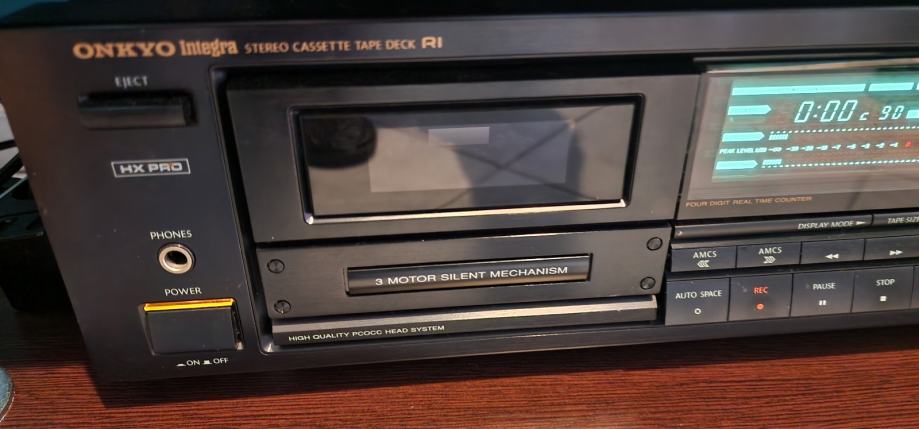 ONKYO Integra STEREO CASSETTE TAPE DECK RI
EJECT
HX PRO
PHONES
POWER
ON OFF
3 MOTOR SILENT MECHANISM
HIGH QUALITY PCOCC HEAD SYSTEM
0:00 c 90
PEAK LEVEL
FOUR DIGIT REAL TIME COUNTER
DISPLAY MODE
AMCS
AMCS
AUTO SPACE
REC
PAUSE
STOP